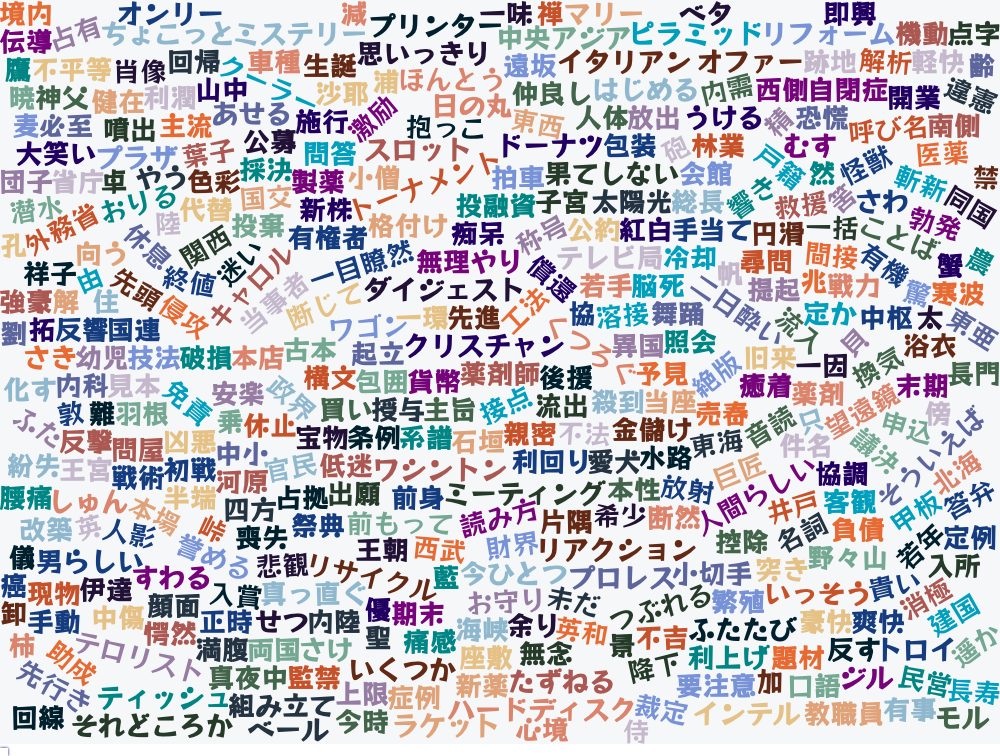 境内 オンリー 減 プリンター 一味 禅 マリー ベタ 即興
伝導 占有 ちょこっと ミステリー 思いっきり 中央アジア ピラミッド リフォーム 機動 点字
鷹 不平等 肖像 回帰 車種 生誕 浦 ほんとう 遠坂 イタリアン オファー 跡地 解析 軽快 齢
暁 神父 健在 利潤 山中 沙耶 日の丸 仲良し はじめる 内需 西側 自閉症 開業 違憲
麦 必至 噴出 主流 あせる 公募 施行 激励 抱っこ 東西 人体 放出 うける 積 恐慌 呼び名 南側
大笑い プラザ 葉子 採決 問答 スロット ドーナツ 包装 砲 林業 むす 医薬
団子 省庁 卓 やう 色彩 国交 製薬 小僧 トーナメント 拍車 果てしない 会館 戸籍 然 怪獣 斬新 禁
潜水 おりる 代替 新株 投融資 子宮 太陽光 総長 響き 救援 筈 さわ 同国
孔 外務省 陸 投棄 有権者 格付け 痴呆 称号 公約 紅白 手当て 円滑 一括 ことば 勃発
向う 休息 関西 迷い キャロル 一目瞭然 無理やり テレビ局 冷却 尋問 間接 有機 蟹 農
祥子 由 先頭 終値 当事者 断じて ダイジェスト 償還 若手 脳死 帆 提起 兆 戦力 驚 寒波
強豪 解 住 侵攻 ワゴン 一環 先進 工法 協 溶接 舞踊 二日酔い 流入 定か 中枢 太 東亜
劉 拓 反響 国連 起立 クリスチャン くつろぐ 異国 照会 貝 浴衣
さき 幼児 技法 破損 本店 古本 構文 包囲 貨幣 薬剤師 後援 予見 絶版 旧来 一因 換気 長門
化す 内科 見本 免責 安楽 政界 買い 授与 主旨 接点 流出 殺到 当座 売春 癒着 薬剤 末期
ふた 敦 難 羽根 乗 休止 宝物 条例 系譜 石垣 親密 不法 金儲け 東海 音読 只 望遠鏡 申込 傍
反撃 問屋 凶悪 中小 低迷 ワシントン 利回り 愛犬 水路 巨匠 件名 議決 そういえば
紛失 王宮 戦術 初戦 河原 官民 占拠 出願 前身 ミーティング 本性 放射 人間らしい 協調 北海
腰痛 しゅん 本場 半端 四方 祭典 前もって 読み方 片隅 希少 断然 井戸 客観 甲板 答弁
改築 英 人影 峠 喪失 王朝 西武 財界 リアクション 控除 名詞 負債 若年 定例
儀 男らしい 誉める 悲観 リサイクル 藍 今ひとつ プロレス 小切手 突き 野々山 入所
癌 現物 伊達 すわる 入賞 真っ直ぐ 優 期末 お守り 未だ つぶれる 繁殖 いっそう 貴い 消極 建国
卸 手動 中傷 顔面 正時 せつ 内陸 聖 痛感 海峡 余り 英和 景 不吉 ふたたび 豪快 爽快
柿 助成 テロリスト 愕然 満腹 両国 さけ 座敷 無念 降下 利上げ 題材 反す トロイ 遥か
先行き ティッシュ 真夜中 監禁 いくつか 新薬 たずねる 要注意 加 口語 ジル 民営 長寿
回線 それどころか 組み立て ベール 上限 今時 症例 ラケット ハードディスク 心境 侍 裁定 インテル 教職員 有事 モル